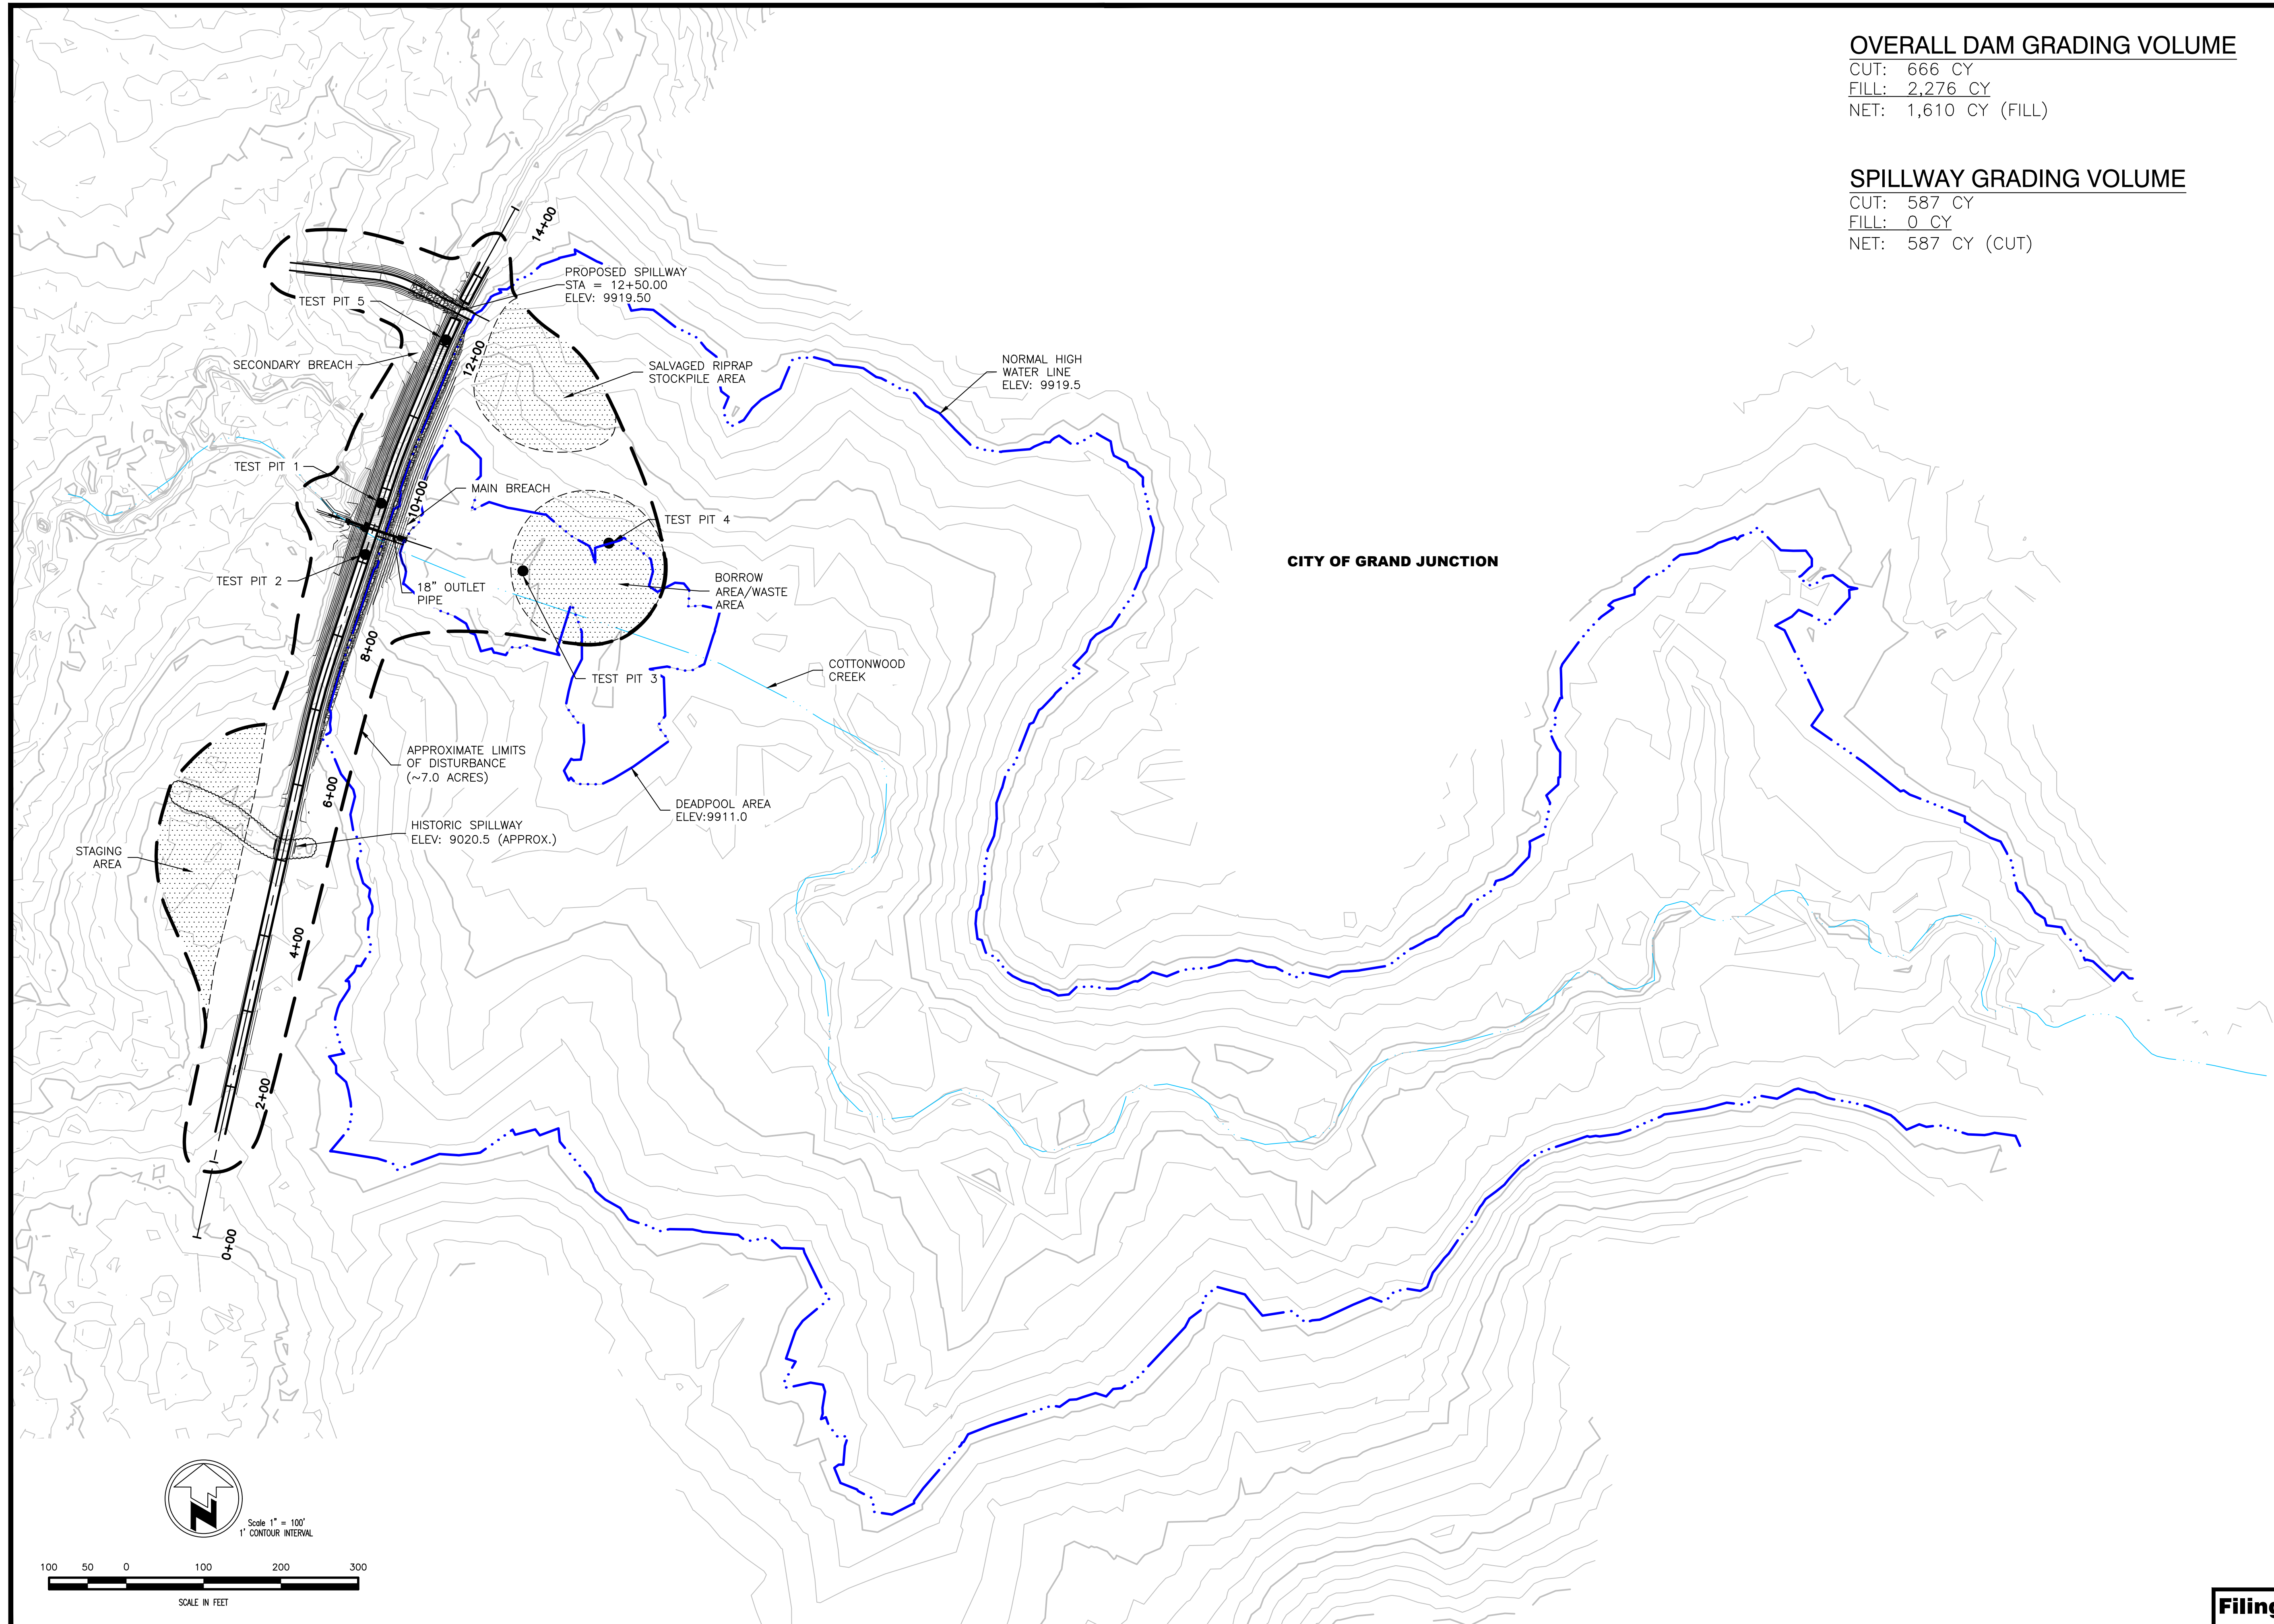 OVERALL DAM GRADING VOLUME
CUT: 666 CY
FILL: 2,276 CY
NET: 1,610 CY (FILL)
SPILLWAY GRADING VOLUME
CUT: 587 CY
FILL: 0 CY
NET: 587 CY (CUT)
14+00
PROPOSED SPILLWAY
STA = 12+50.00
ELEV: 9919.50
TEST PIT 5
SECONDARY BREACH
12+00
SALVAGED RIPRAP
STOCKPILE AREA
NORMAL HIGH
WATER LINE
ELEV: 9919.5
TEST PIT 1
MAIN BREACH
10+00
TEST PIT 4
CITY OF GRAND JUNCTION
TEST PIT 2
18" OUTLET
PIPE
BORROW
AREA/WASTE
AREA
8+00
TEST PIT 3
COTTONWOOD
CREEK
APPROXIMATE LIMITS
OF DISTURBANCE
(~7.0 ACRES)
6+00
DEADPOOL AREA
ELEV:9911.0
HISTORIC SPILLWAY
ELEV: 9020.5 (APPROX.)
STAGING
AREA
4+00
2+00
0+00
N
Scale 1" = 100'
1' CONTOUR INTERVAL
100 50 0 100 200 300
SCALE IN FEET
Filing